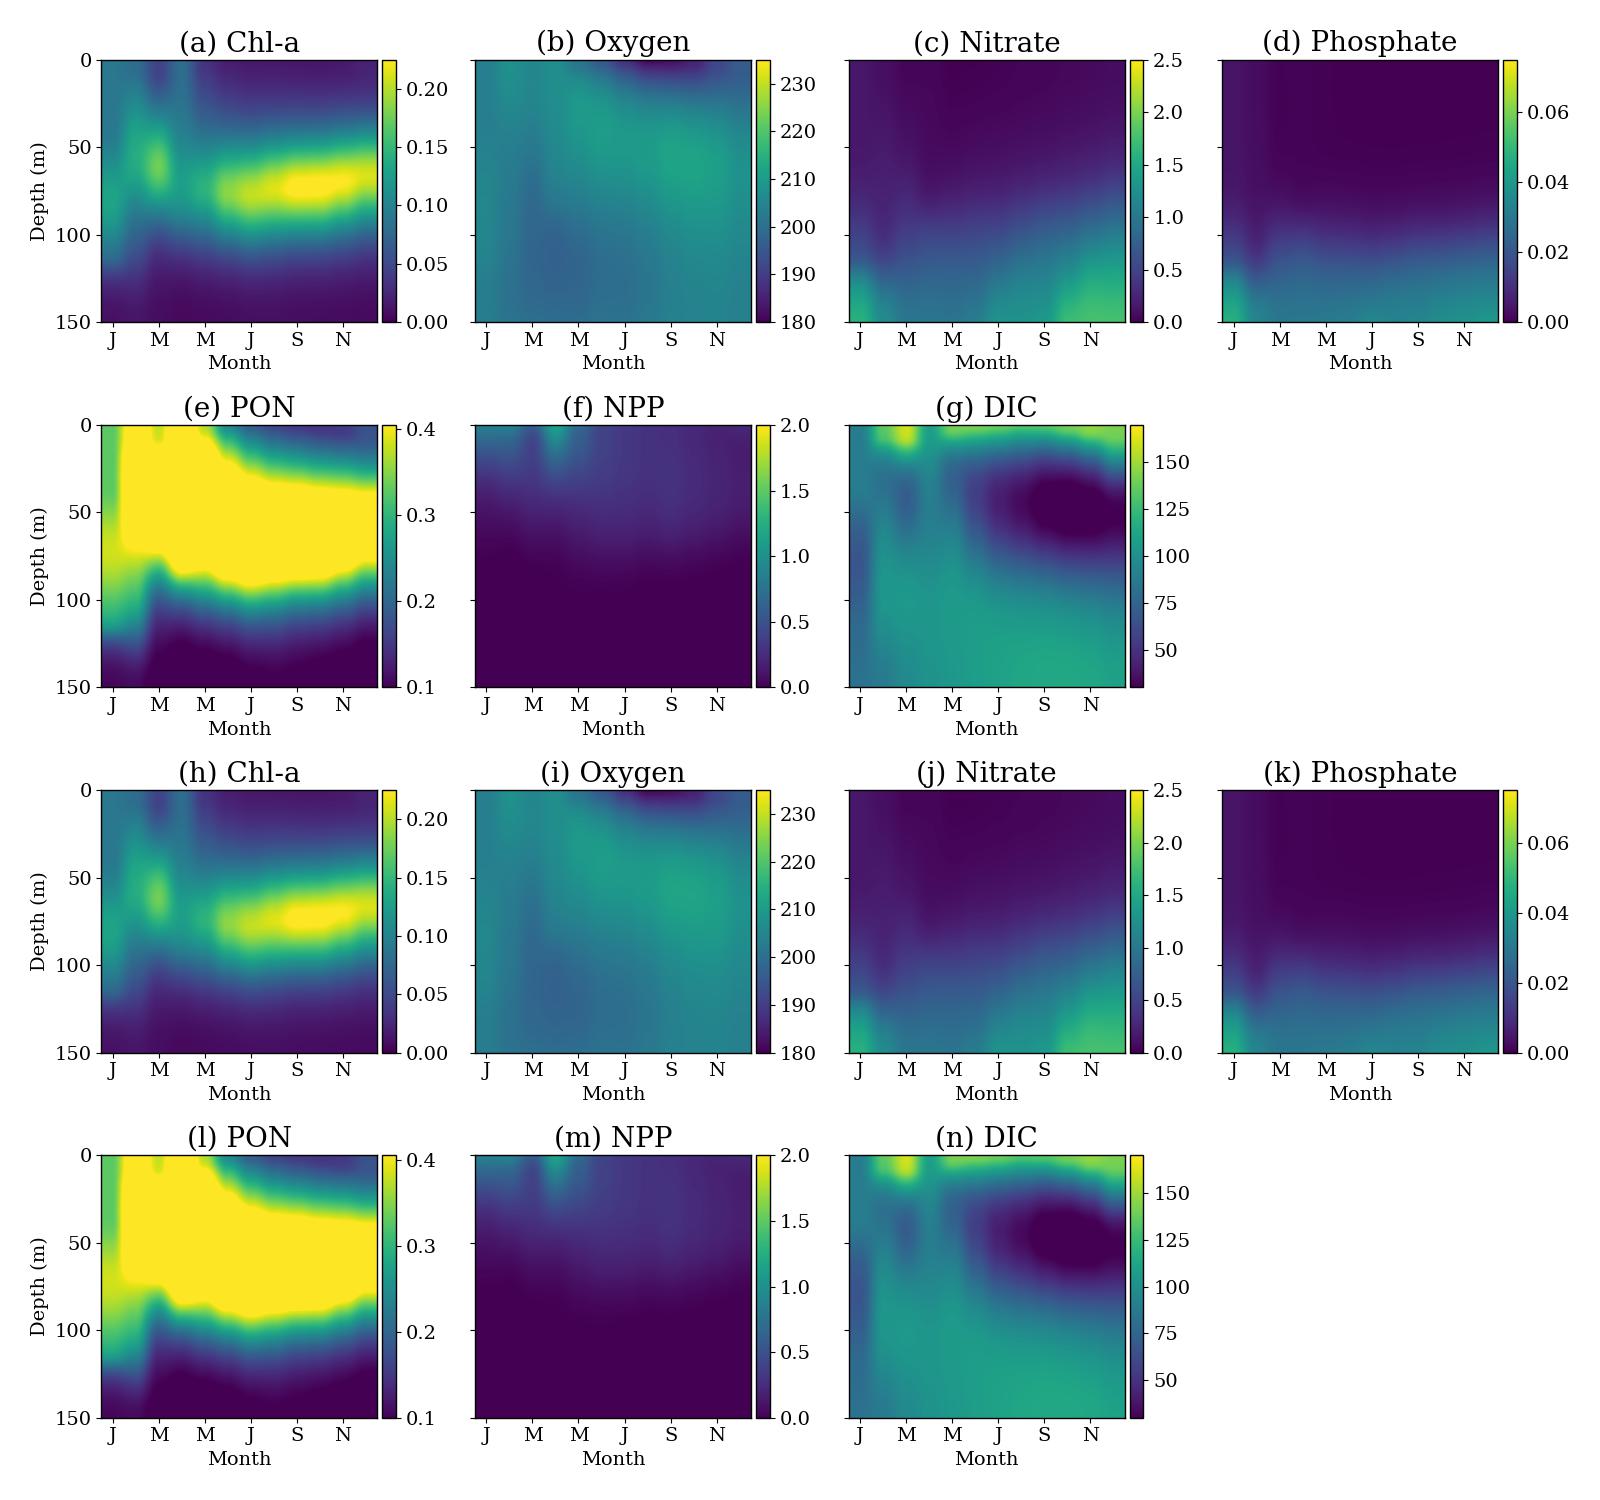 (a) Chl-a
(b) Oxygen
(c) Nitrate
(d) Phosphate
0
50
100
150
Depth (m)
J M M J S N
Month
0.20
0.15
0.10
0.05
0.00
J M M J S N
Month
230
220
210
200
190
180
J M M J S N
Month
2.5
2.0
1.5
1.0
0.5
0.0
J M M J S N
Month
0.06
0.04
0.02
0.00
(e) PON
(f) NPP
(g) DIC
0
50
100
150
Depth (m)
J M M J S N
Month
0.4
0.3
0.2
0.1
J M M J S N
Month
2.0
1.5
1.0
0.5
0.0
J M M J S N
Month
150
125
100
75
50
(h) Chl-a
(i) Oxygen
(j) Nitrate
(k) Phosphate
0
50
100
150
Depth (m)
J M M J S N
Month
0.20
0.15
0.10
0.05
0.00
J M M J S N
Month
230
220
210
200
190
180
J M M J S N
Month
2.5
2.0
1.5
1.0
0.5
0.0
J M M J S N
Month
0.06
0.04
0.02
0.00
(l) PON
(m) NPP
(n) DIC
0
50
100
150
Depth (m)
J M M J S N
Month
0.4
0.3
0.2
0.1
J M M J S N
Month
2.0
1.5
1.0
0.5
0.0
J M M J S N
Month
150
125
100
75
50